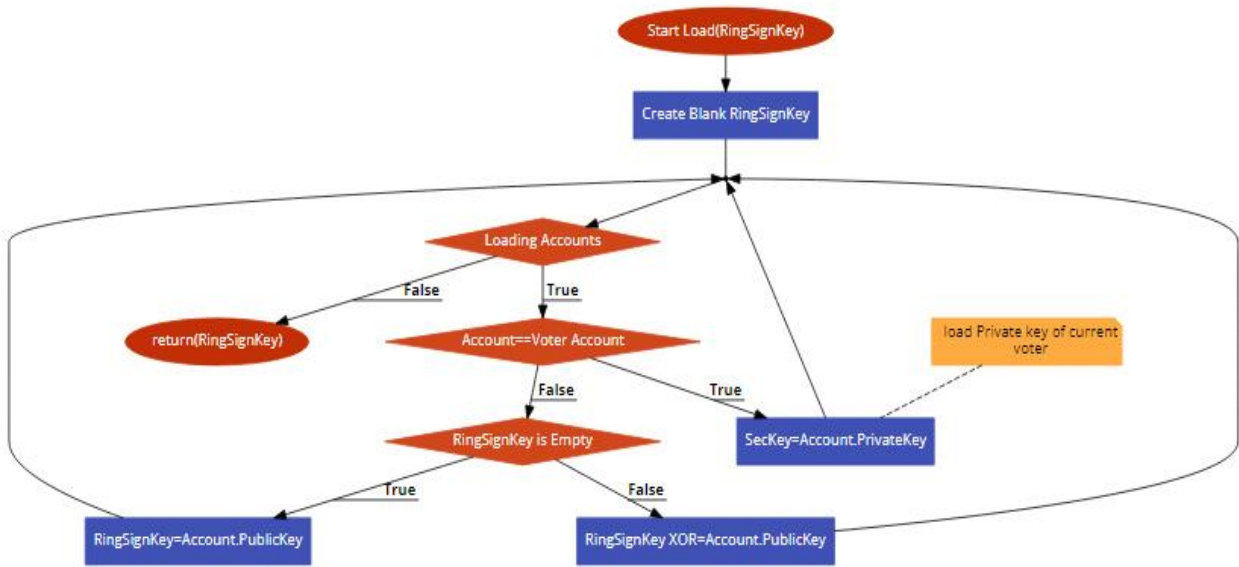 Start Load(RingSignKey)
Create Blank RingSignKey
Loading Accounts
False
True
return(RingSignKey)
Account==Voter Account
load Private key of current
voter
False
True
RingSignKey is Empty
SecKey=Account.PrivateKey
True
False
RingSignKey=Account.PublicKey
RingSignKey XOR=Account.PublicKey